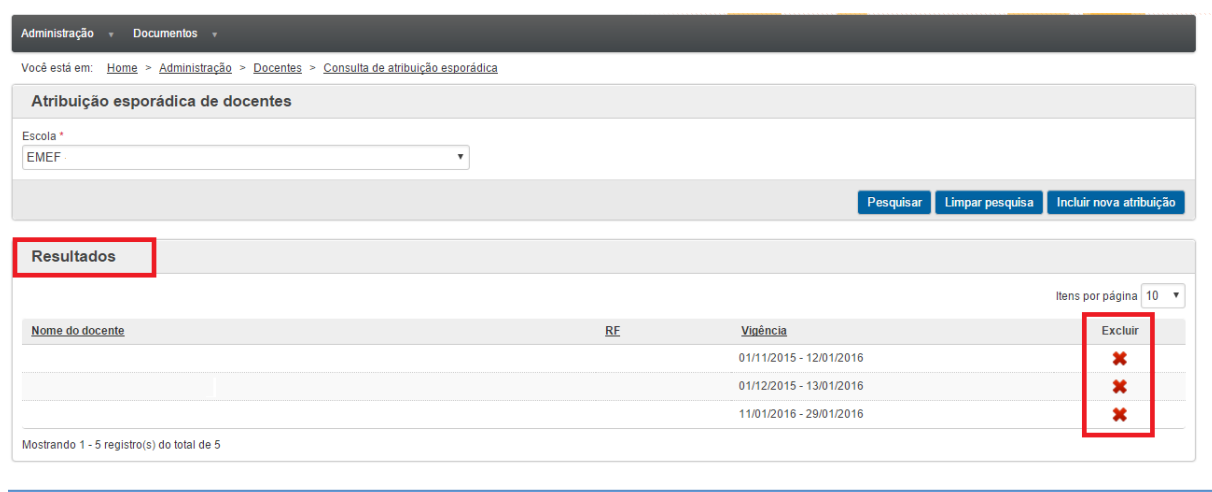 Administração Documentos
Você está em: Home > Administração > Docentes > Consulta de atribuição esporádica
Atribuição esporádica de docentes
Escola *
EMEF
Pesquisar Limpar pesquisa Incluir nova atribuição
Resultados
Itens por página 10
Nome do docente RF Vigência Excluir
01/11/2015 - 12/01/2016
01/12/2015 - 13/01/2016
11/01/2016 - 29/01/2016
Mostrando 1 - 5 registro(s) do total de 5